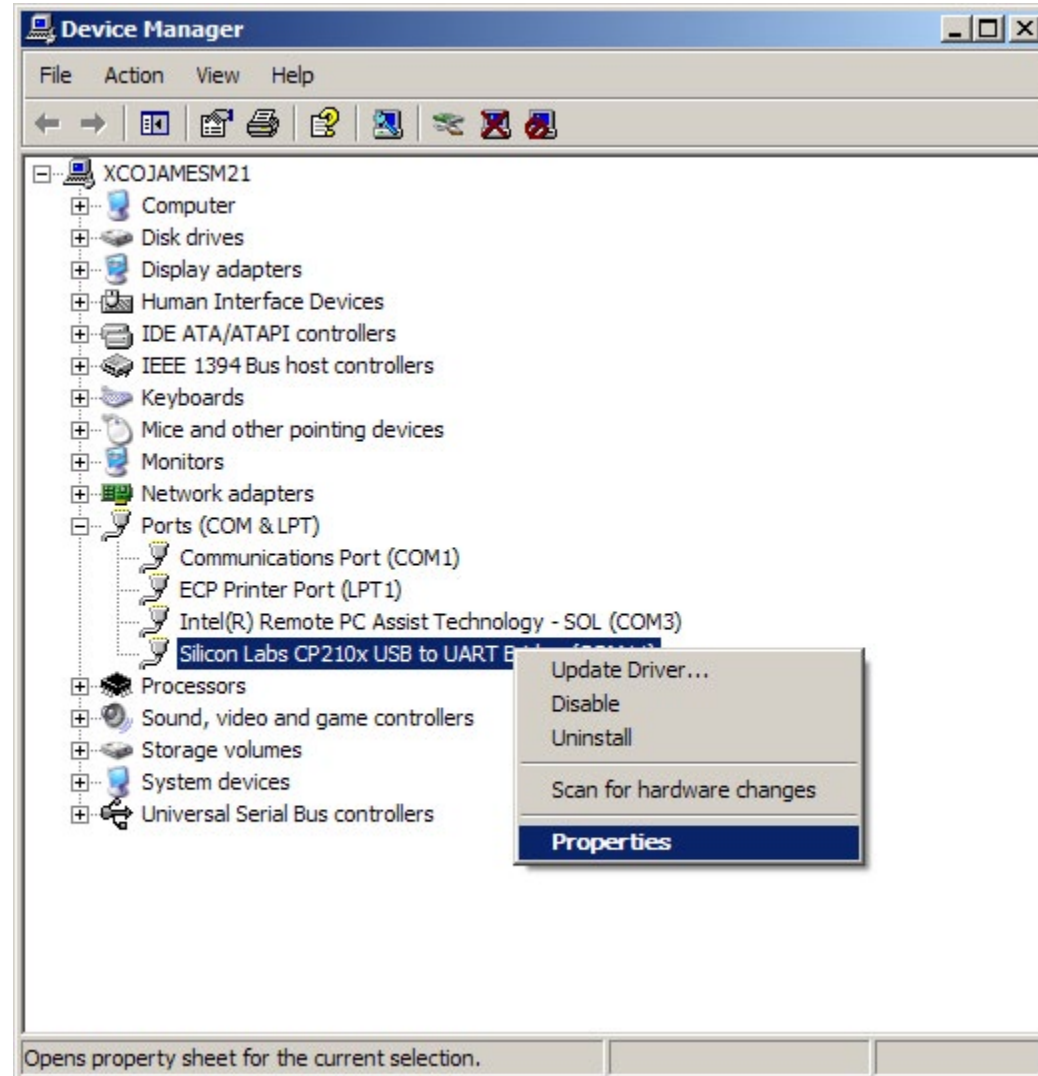 Device Manager
File Action View Help
XCOJAMESM21
Computer
Disk drives
Display adapters
Human Interface Devices
IDE ATA/ATAPI controllers
IEEE 1394 Bus host controllers
Keyboards
Mice and other pointing devices
Monitors
Network adapters
Ports (COM & LPT)
Communications Port (COM1)
ECP Printer Port (LPT1)
Intel(R) Remote PC Assist Technology - SOL (COM3)
Silicon Labs CP210x USB to UART
Update Driver...
Disable
Uninstall
Scan for hardware changes
Properties
Processors
Sound, video and game controllers
Storage volumes
System devices
Universal Serial Bus controllers
Opens property sheet for the current selection.